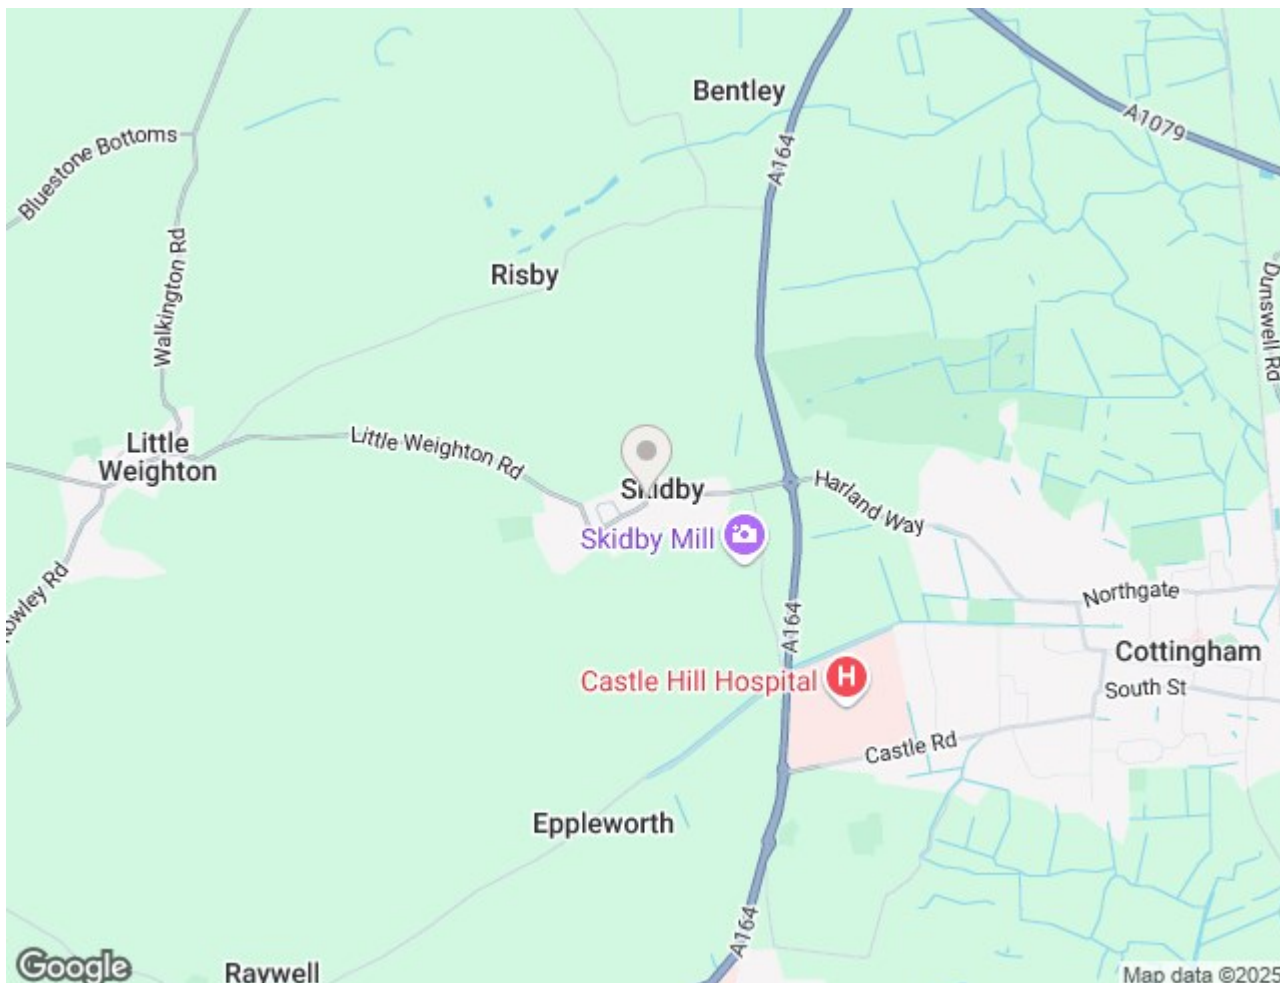 Bentley
A1079
A164
Bluestone Bottoms
Walkington Rd
Risby
Dunswell Rd
Little
Weighton
Little Weighton Rd
Skidby
Harland Way
Skidby Mill
Rowley Rd
Northgate
A164
Cottingham
Castle Hill Hospital
H
South St
Castle Rd
Eppleworth
A164
Raywell
Google
Map data ©2025